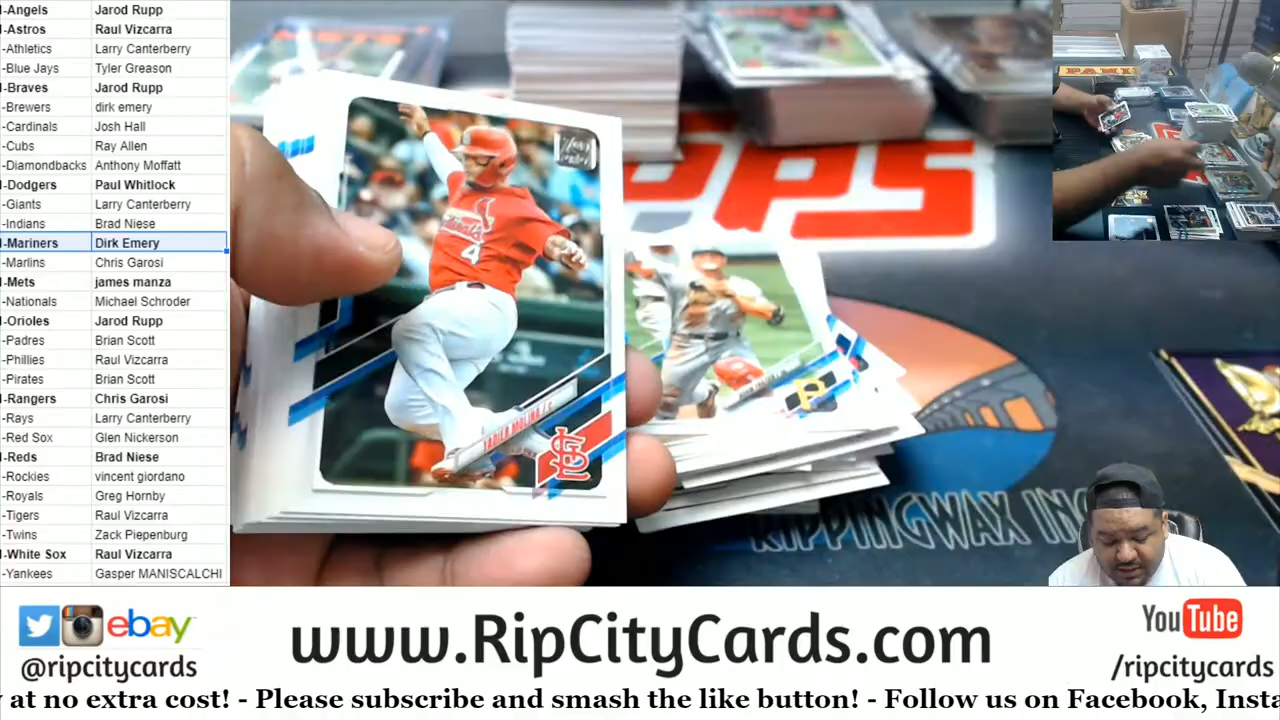 -Angels Jarod Rupp
-Astros Raul Vizcarra
-Athletics Larry Canterberry
-Blue Jays Tyler Greason
-Braves Jarod Rupp
-Brewers dirk emery
-Cardinals Josh Hall
-Cubs Ray Allen
-Diamondbacks Anthony Moffatt
-Dodgers Paul Whitlock
-Giants Larry Canterberry
-Indians Brad Niese
-Mariners Dirk Emery
-Marlins Chris Garosi
-Mets james manza
-Nationals Michael Schroder
-Orioles Jarod Rupp
-Padres Brian Scott
-Phillies Raul Vizcarra
-Pirates Brian Scott
-Rangers Chris Garosi
-Rays Larry Canterberry
-Red Sox Glen Nickerson
-Reds Brad Niese
-Rockies vincent giordano
-Royals Greg Hornby
-Tigers Raul Vizcarra
-Twins Zack Piepenburg
-White Sox Raul Vizcarra
-Yankees Gasper MANISCALCHI
METS
PANINI
OPPS
Cardinals
4
YADIER MOLINA
RIPPINGWAX INC
ebay
@ripcitycards
www.RipCityCards.com
YouTube
/ripcitycards
at no extra cost! - Please subscribe and smash the like button! - Follow us on Facebook, Insta